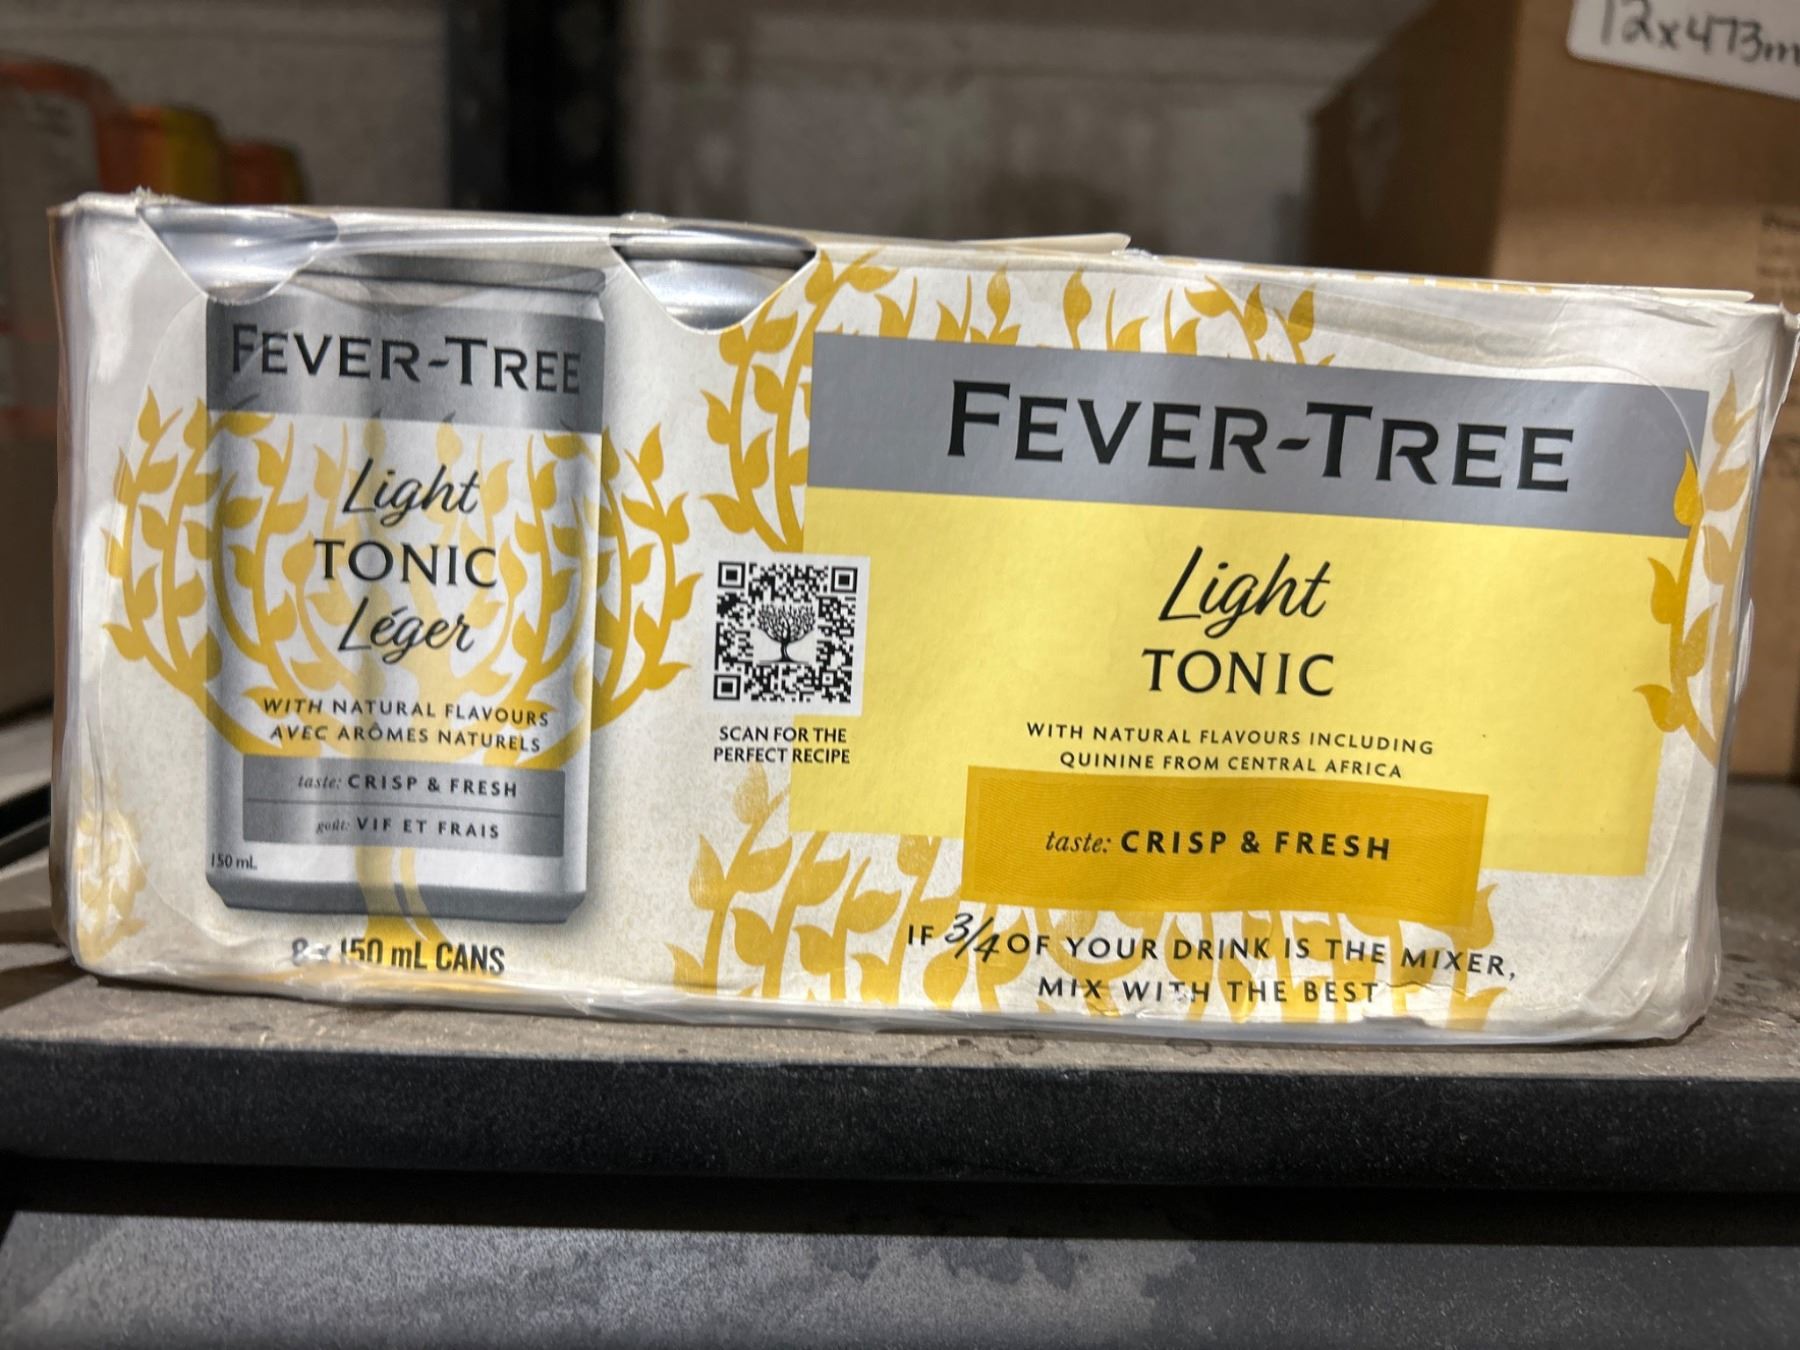 12x473m
FEVER-TREE
Light
TONIC
Léger
WITH NATURAL FLAVOURS
AVEC ARÔMES NATURELS
taste: CRISP & FRESH
goût: VIF ET FRAIS
150 mL
8 x 150 mL CANS
SCAN FOR THE
PERFECT RECIPE
FEVER-TREE
Light
TONIC
WITH NATURAL FLAVOURS INCLUDING
QUININE FROM CENTRAL AFRICA
taste: CRISP & FRESH
IF 3/4 OF YOUR DRINK IS THE MIXER,
MIX WITH THE BEST